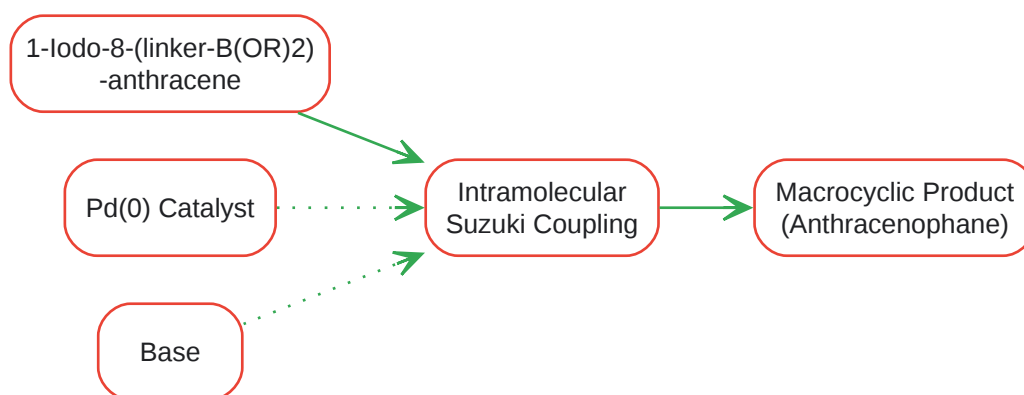 1-Iodo-8-(linker-B(OR)2)
-anthracene
Pd(0) Catalyst
Base
Intramolecular
Suzuki Coupling
Macrocyclic Product
(Anthracenophane)